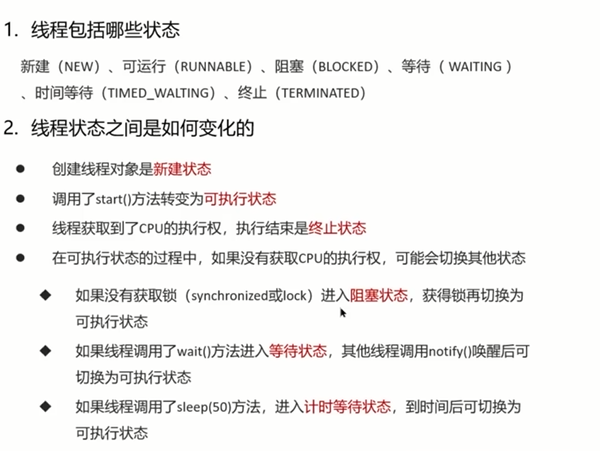 1. 线程包括哪些状态
新建（NEW）、可运行（RUNNABLE）、阻塞（BLOCKED）、等待（ WAITING ）
、时间等待（TIMED_WALTING）、终止（TERMINATED）
2. 线程状态之间是如何变化的
● 创建线程对象是新建状态
● 调用了start()方法转变为可执行状态
● 线程获取到了CPU的执行权，执行结束是终止状态
● 在可执行状态的过程中，如果没有获取CPU的执行权，可能会切换其他状态
◆ 如果没有获取锁（synchronized或lock）进入阻塞状态，获得锁再切换为
可执行状态
◆ 如果线程调用了wait()方法进入等待状态，其他线程调用notify()唤醒后可
切换为可执行状态
◆ 如果线程调用了sleep(50)方法，进入计时等待状态，到时间后可切换为
可执行状态